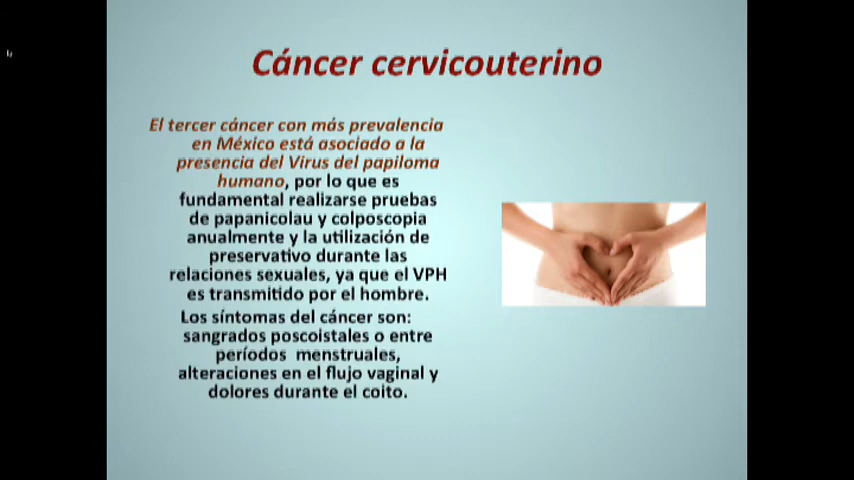 Cáncer cervicouterino
El tercer cáncer con más prevalencia
en México está asociado a la
presencia del Virus del papiloma
humano, por lo que es
fundamental realizarse pruebas
de papanicolau y colposcopia
anualmente y la utilización de
preservativo durante las
relaciones sexuales, ya que el VPH
es transmitido por el hombre.
Los síntomas del cáncer son:
sangrados poscoistales o entre
períodos menstruales,
alteraciones en el flujo vaginal y
dolores durante el coito.